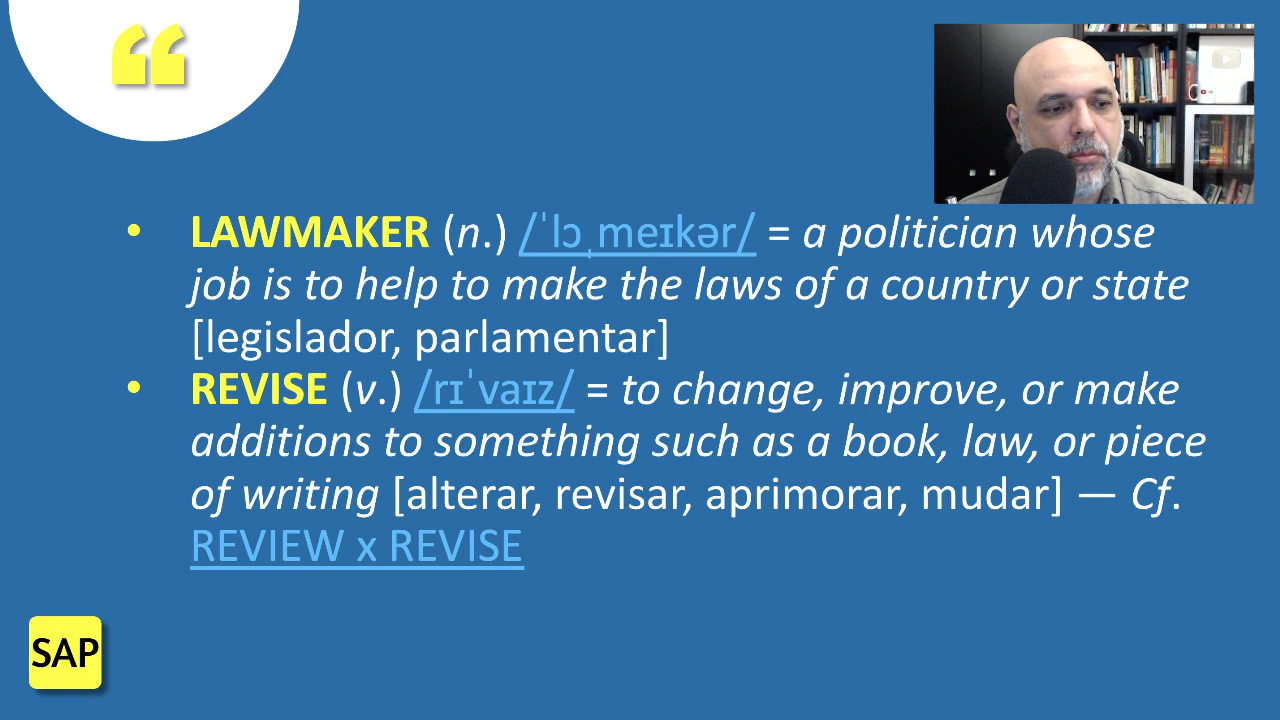 “
• LAWMAKER (n.) /ˈlɔˌmeɪkər/ = a politician whose
job is to help to make the laws of a country or state
[legislador, parlamentar]
• REVISE (v.) /rɪˈvaɪz/ = to change, improve, or make
additions to something such as a book, law, or piece
of writing [alterar, revisar, aprimorar, mudar] — Cf.
REVIEW x REVISE
SAP